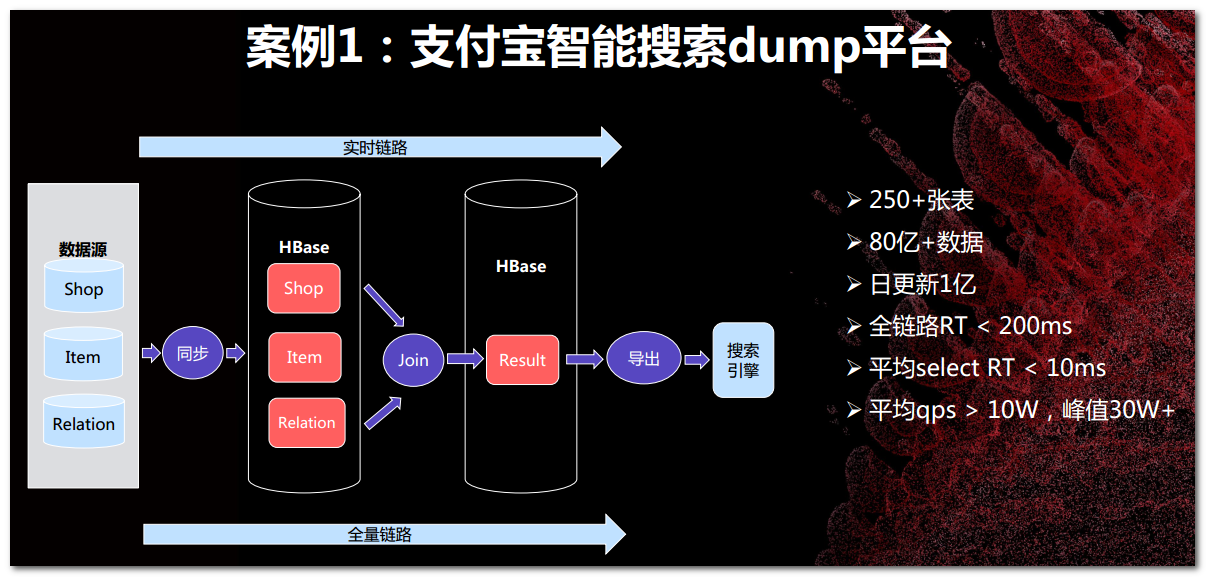 案例1：支付宝智能搜索dump平台
实时链路
数据源
Shop
Item
Relation
同步
HBase
Shop
Item
Relation
Join
HBase
Result
导出
搜索
引擎
全量链路
250+张表
80亿+数据
日更新1亿
全链路RT < 200ms
平均select RT < 10ms
平均qps > 10W，峰值30W+